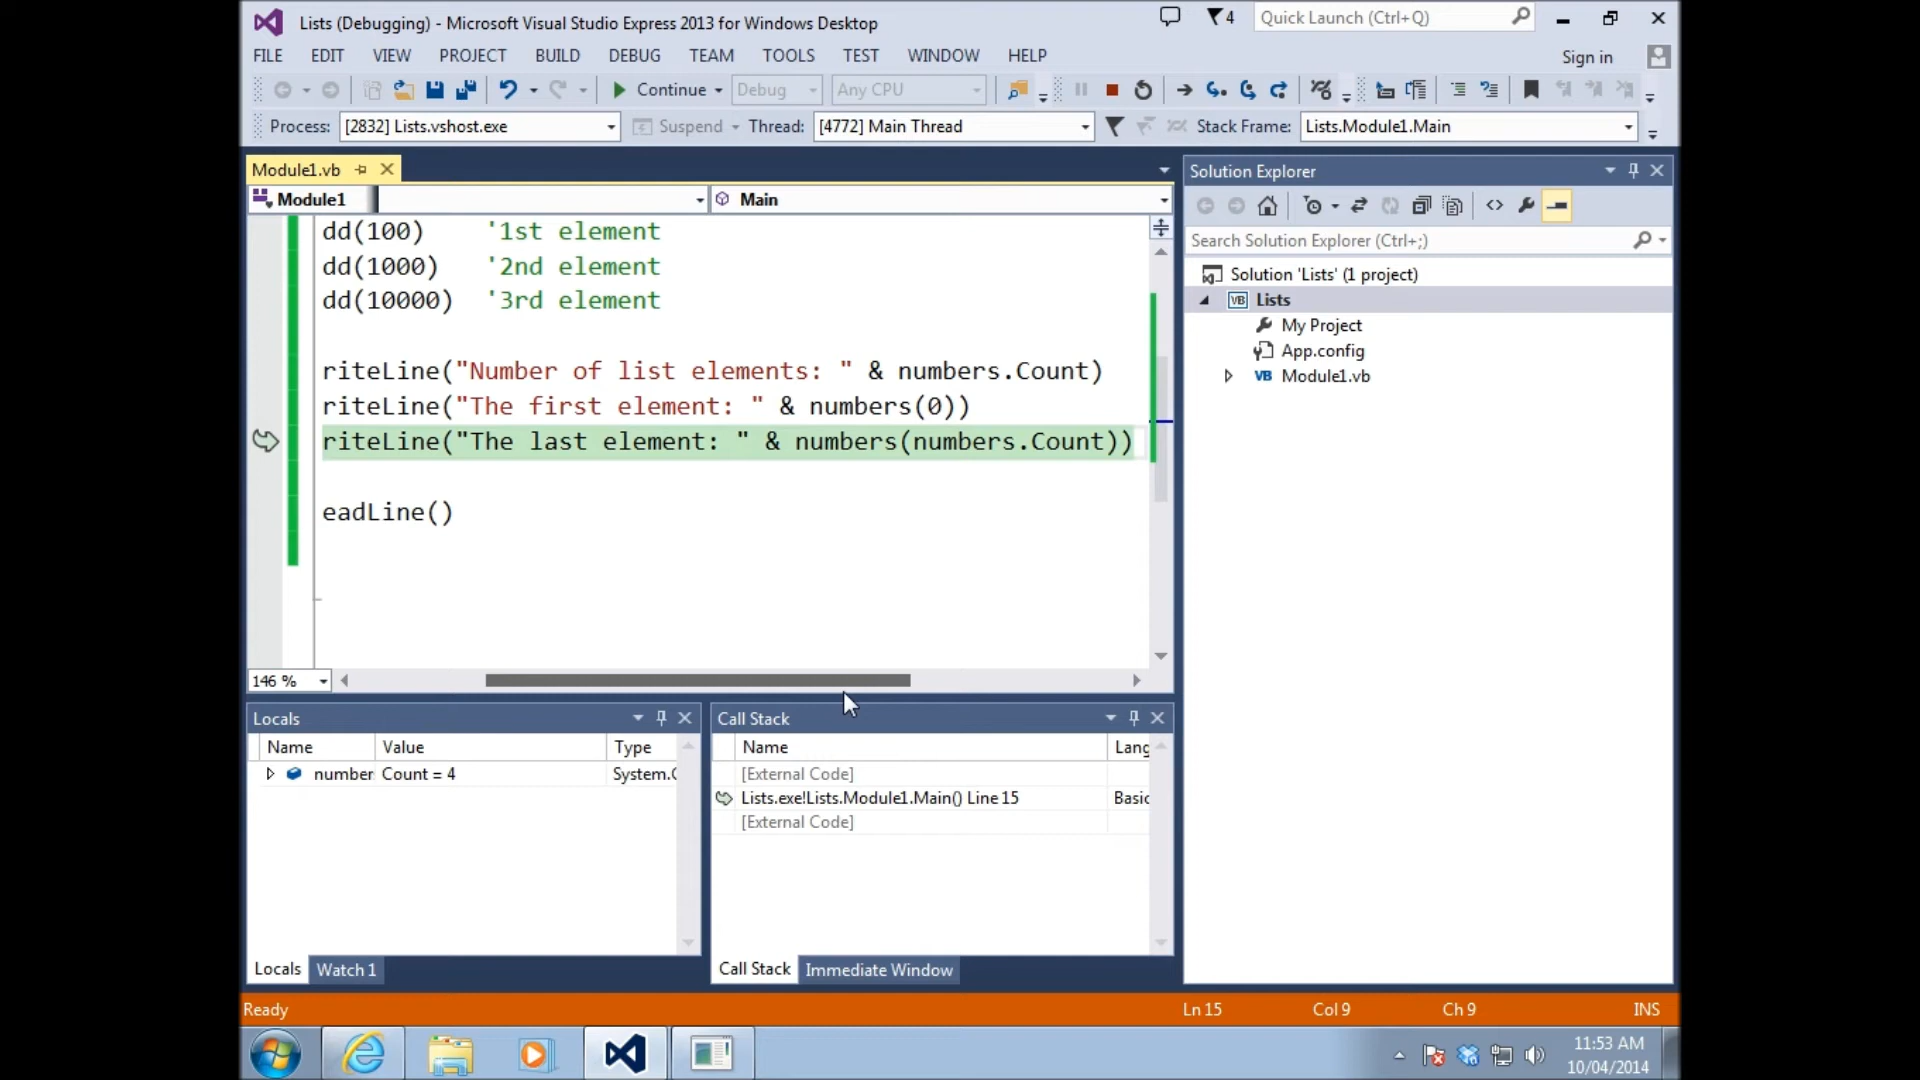 Lists (Debugging) - Microsoft Visual Studio Express 2013 for Windows Desktop
4
Quick Launch (Ctrl+Q)
FILE EDIT VIEW PROJECT BUILD DEBUG TEAM TOOLS TEST WINDOW HELP
Sign in
Continue Debug Any CPU
Process: [2832] Lists.vshost.exe Suspend Thread: [4772] Main Thread Stack Frame: Lists.Module1.Main
Module1.vb
Module1 Main
dd(100) '1st element
dd(1000) '2nd element
dd(10000) '3rd element
riteLine("Number of list elements: " & numbers.Count)
riteLine("The first element: " & numbers(0))
riteLine("The last element: " & numbers(numbers.Count))
eadLine()
146 %
Solution Explorer
Search Solution Explorer (Ctrl+;)
Solution 'Lists' (1 project)
VB Lists
My Project
App.config
VB Module1.vb
Locals
Name Value Type
number Count = 4 System.C
Locals Watch 1
Call Stack
Name Lang
[External Code]
Lists.exe!Lists.Module1.Main() Line 15 Basic
[External Code]
Call Stack Immediate Window
Ready Ln 15 Col 9 Ch 9 INS
11:53 AM
10/04/2014